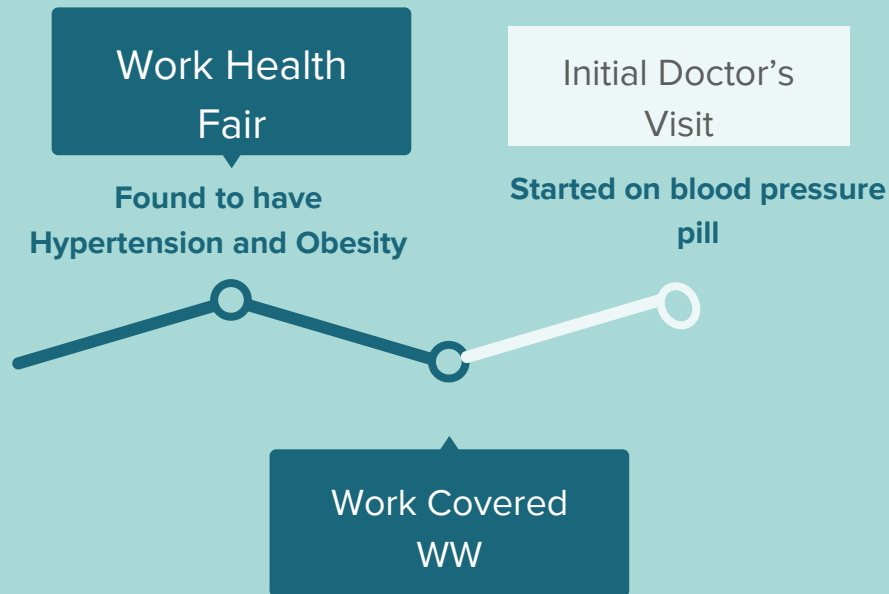 Work Health
Fair
Found to have
Hypertension and Obesity
Initial Doctor’s
Visit
Started on blood pressure
pill
Work Covered
WW